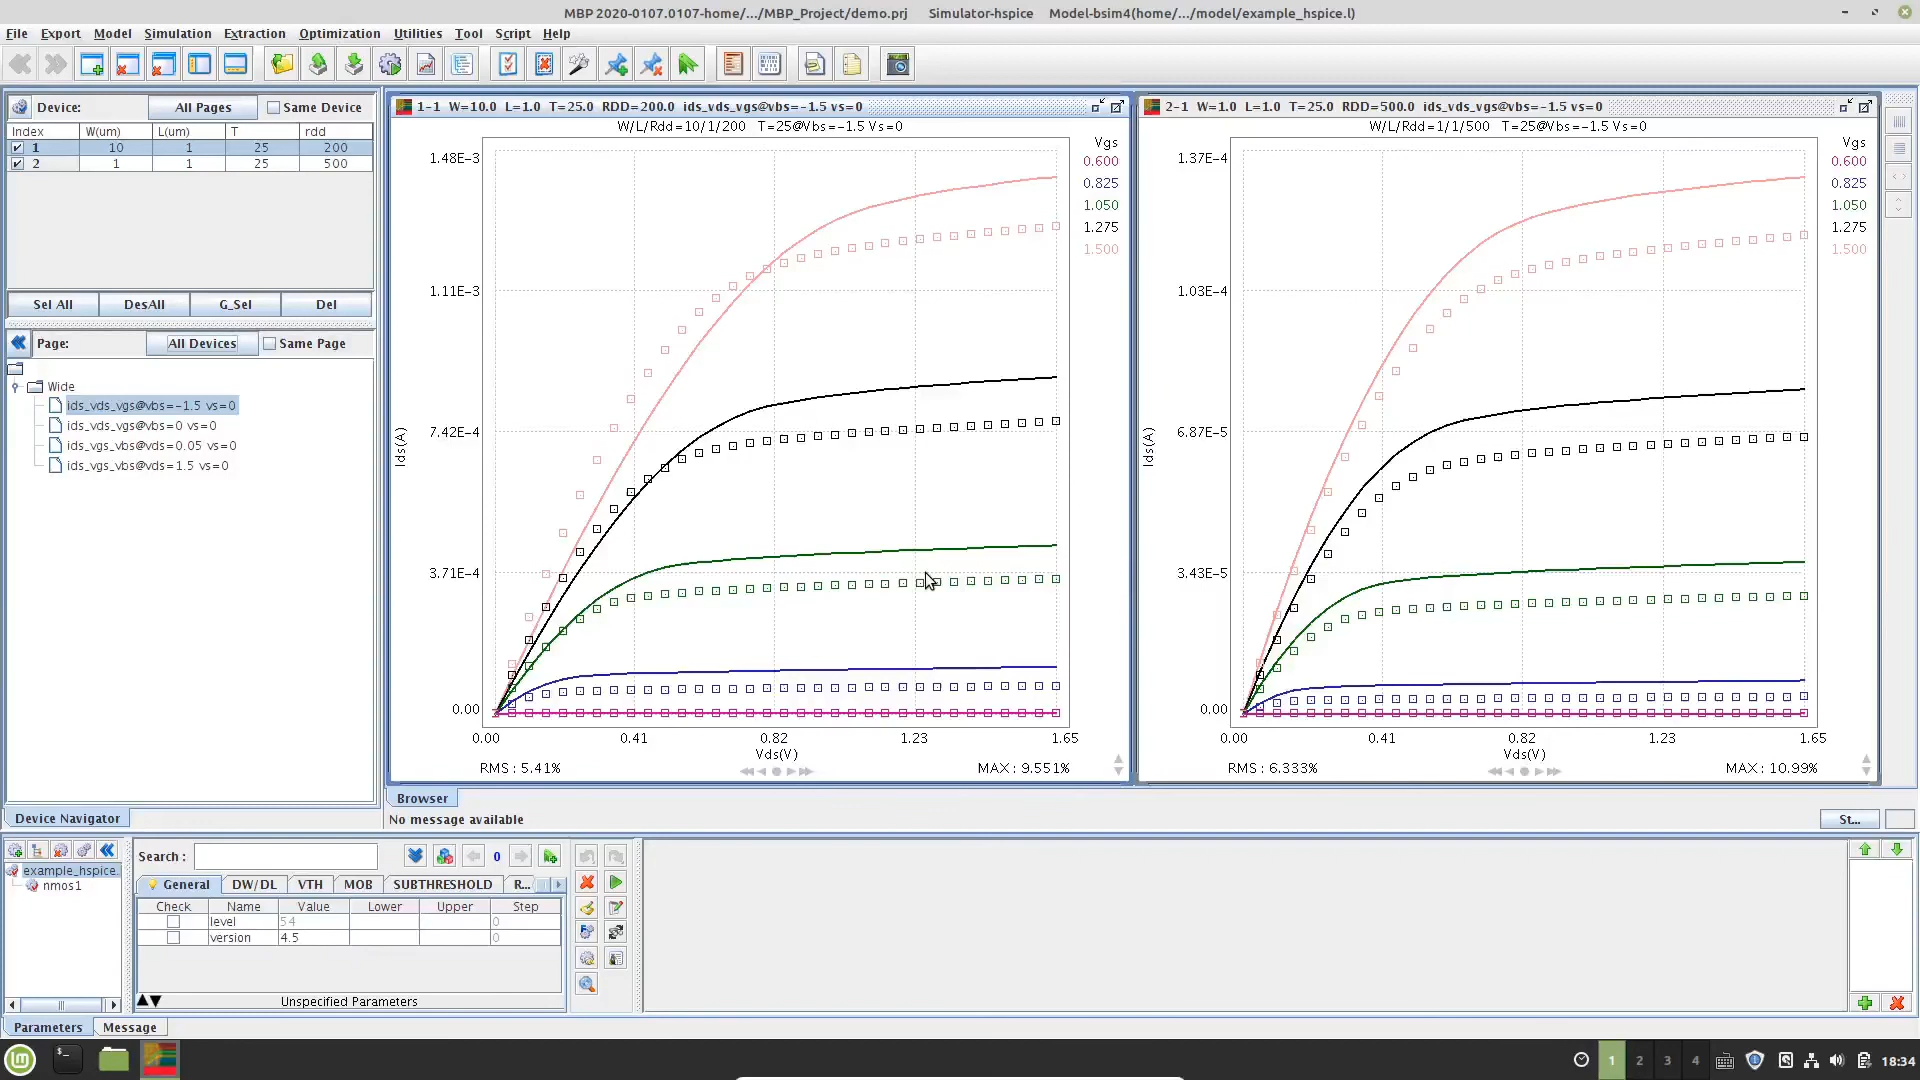 MBP 2020-0107.0107-home/.../MBP_Project/demo.prj Simulator-hspice Model-bsim4(home/.../model/example_hspice.l)
File Export Model Simulation Extraction Optimization Utilities Tool Script Help
Device: All Pages Same Device
Index W(um) L(um) T rdd
1 10 1 25 200
2 1 1 25 500
Sel All DesAll G_Sel Del
Page: All Devices Same Page
Wide
ids_vds_vgs@vbs=-1.5 vs=0
ids_vds_vgs@vbs=0 vs=0
ids_vgs_vbs@vds=0.05 vs=0
ids_vgs_vbs@vds=1.5 vs=0
Device Navigator
1-1 W=10.0 L=1.0 T=25.0 RDD=200.0 ids_vds_vgs@vbs=-1.5 vs=0
W/L/Rdd=10/1/200 T=25@Vbs=-1.5 Vs=0
Vgs
0.600
0.825
1.050
1.275
1.500
1.48E-3
1.11E-3
7.42E-4
3.71E-4
0.00
Ids(A)
0.00 0.41 0.82 1.23 1.65
Vds(V)
RMS : 5.41% MAX : 9.551%
2-1 W=1.0 L=1.0 T=25.0 RDD=500.0 ids_vds_vgs@vbs=-1.5 vs=0
W/L/Rdd=1/1/500 T=25@Vbs=-1.5 Vs=0
Vgs
0.600
0.825
1.050
1.275
1.500
1.37E-4
1.03E-4
6.87E-5
3.43E-5
0.00
Ids(A)
0.00 0.41 0.82 1.23 1.65
Vds(V)
RMS : 6.333% MAX : 10.99%
Browser
No message available St...
example_hspice.
nmos1
Search : 0
General DW/DL VTH MOB SUBTHRESHOLD R...
Check Name Value Lower Upper Step
level 54 0
version 4.5 0
Unspecified Parameters
Parameters Message
1 2 3 4 18:34